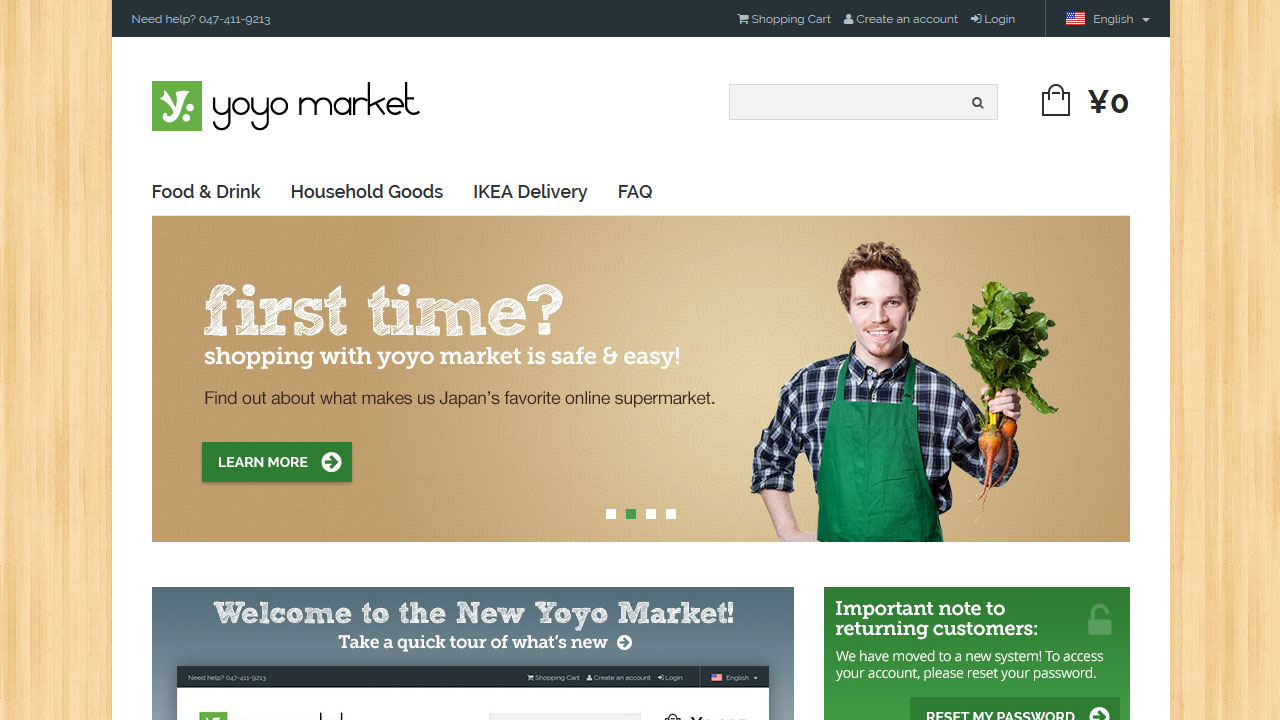 Need help? 047-411-9213
Shopping Cart Create an account Login English
y. yoyo market
¥0
Food & Drink Household Goods IKEA Delivery FAQ
first time?
shopping with yoyo market is safe & easy!
Find out about what makes us Japan's favorite online supermarket.
LEARN MORE
Welcome to the New Yoyo Market!
Take a quick tour of what's new
Need help? 047-411-9213
Shopping Cart Create an account Login English
yoyo market
Important note to
returning customers:
We have moved to a new system! To access
your account, please reset your password.
RESET MY PASSWORD